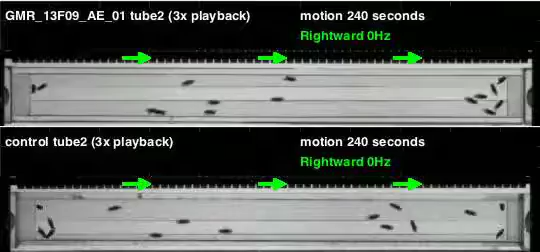 GMR_13F09_AE_01 tube2 (3x playback) motion 240 seconds
Rightward 0Hz
control tube2 (3x playback) motion 240 seconds
Rightward 0Hz